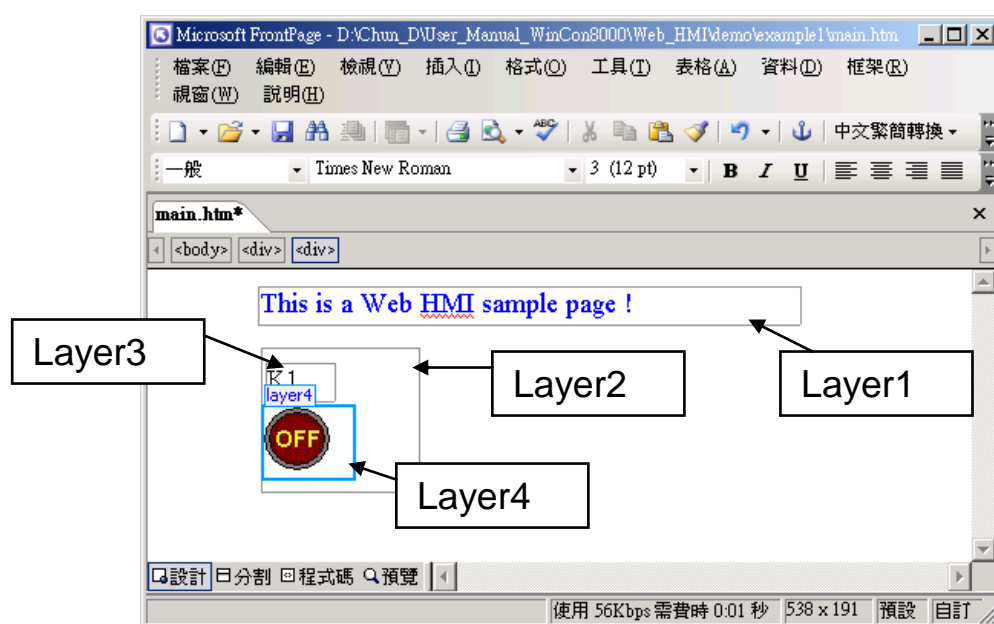 Microsoft FrontPage - D:\Chun_D\User_Manual_WinCon8000\Web_HMI\demo\example1\main.htm
檔案(F) 編輯(E) 檢視(V) 插入(I) 格式(O) 工具(T) 表格(A) 資料(D) 框架(R)
視窗(W) 說明(H)
ABC 中文繁簡轉換
一般 Times New Roman 3 (12 pt) B I U
main.htm*
<body> <div> <div>
This is a Web HMI sample page !
Layer3
Layer2
Layer1
K1
layer4
OFF
Layer4
設計 分割 程式碼 預覽
使用 56Kbps 需費時 0:01 秒 538 x 191 預設 自訂